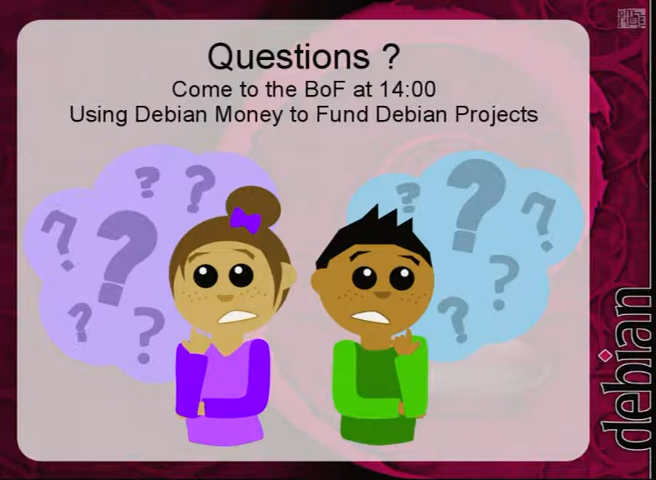 Questions ?
Come to the BoF at 14:00
Using Debian Money to Fund Debian Projects
? ? ? ? ? ?
? ? ? ? ?
debian